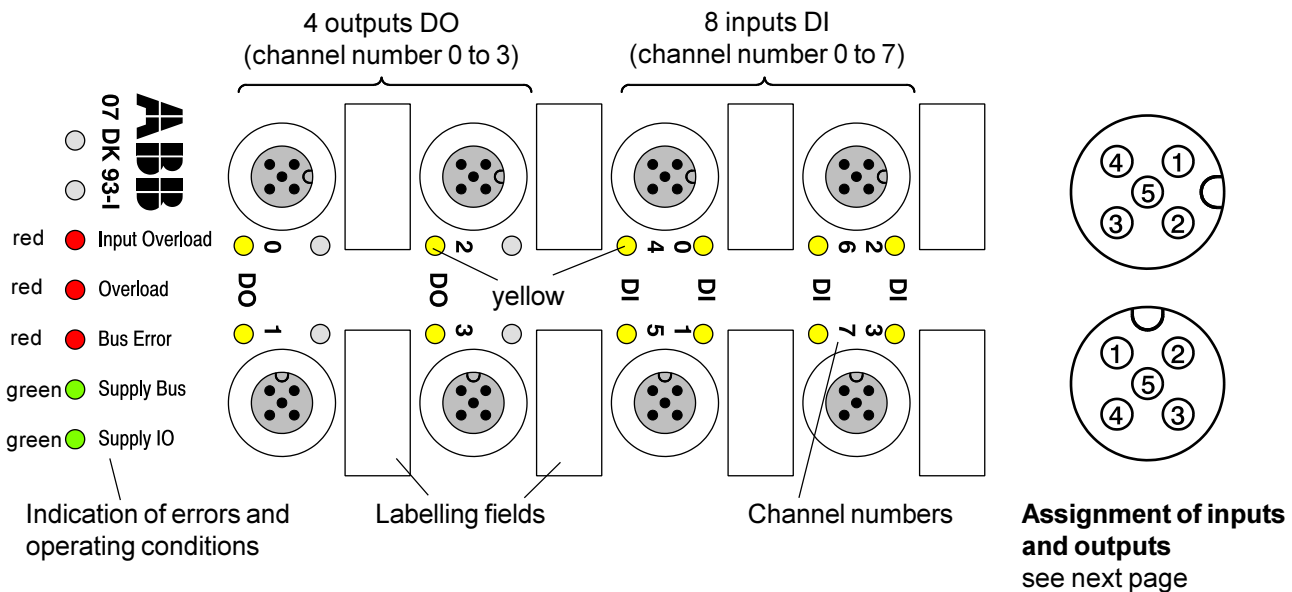 4 outputs DO
(channel number 0 to 3)
8 inputs DI
(channel number 0 to 7)
ABB
07 DK 93-I
red Input Overload
red Overload
red Bus Error
green Supply Bus
green Supply IO
0
2
4 0
6 2
DO
DO
DI
DI
DI
DI
yellow
1
3
5 1
7 3
4 1
5
3 2
1 2
5
4 3
Indication of errors and
operating conditions
Labelling fields
Channel numbers
Assignment of inputs
and outputs
see next page